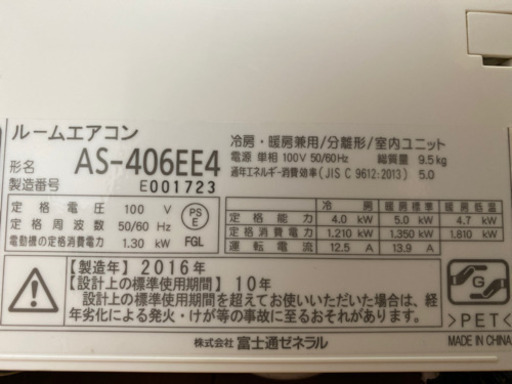 ルームエアコン
形名 AS-406EE4
製造番号 E001723
冷房・暖房兼用/分離形/室内ユニット
電源 単相100V 50/60Hz 総質量 9.5kg
通年エネルギー消費効率(JIS C 9612:2013) 5.0
定格電圧 100 V
定格周波数 50/60 Hz
電動機の定格消費電力 1.30 kW
PS
E
FGL
冷房 暖房標準 暖房低温
定格能力 4.0 kW 5.0 kW 4.7 kW
定格消費電力 1.210 kW 1.350 kW 1.810 kW
運転電流 12.5 A 13.9 A
【製造年】2016年
【設計上の標準使用期間】10年
設計上の標準使用期間を超えてお使いいただいた場合は、経
年劣化による発火・けが等の事故に至るおそれがあります。
G
>PET<
MADE IN CHINA
株式会社 富士通ゼネラル